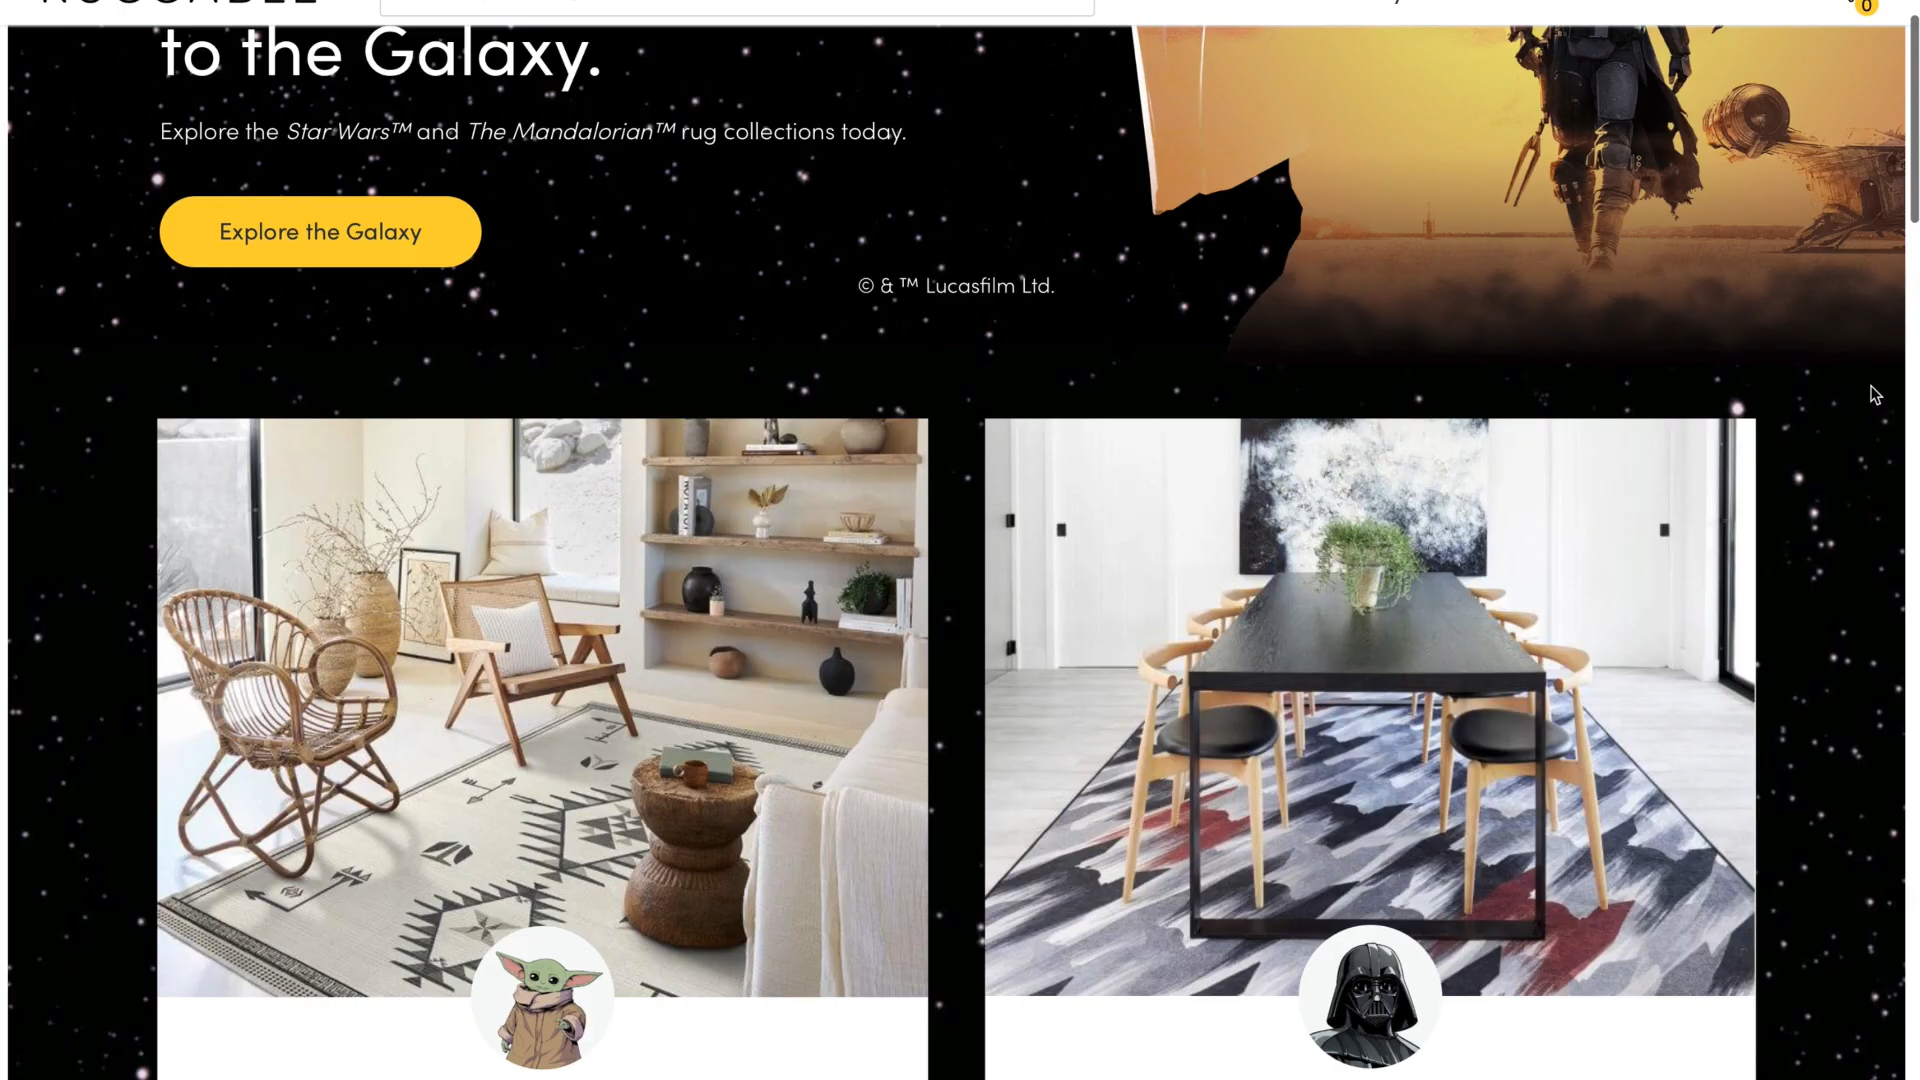 0
to the Galaxy.
Explore the Star Wars™ and The Mandalorian™ rug collections today.
Explore the Galaxy
© & ™ Lucasfilm Ltd.